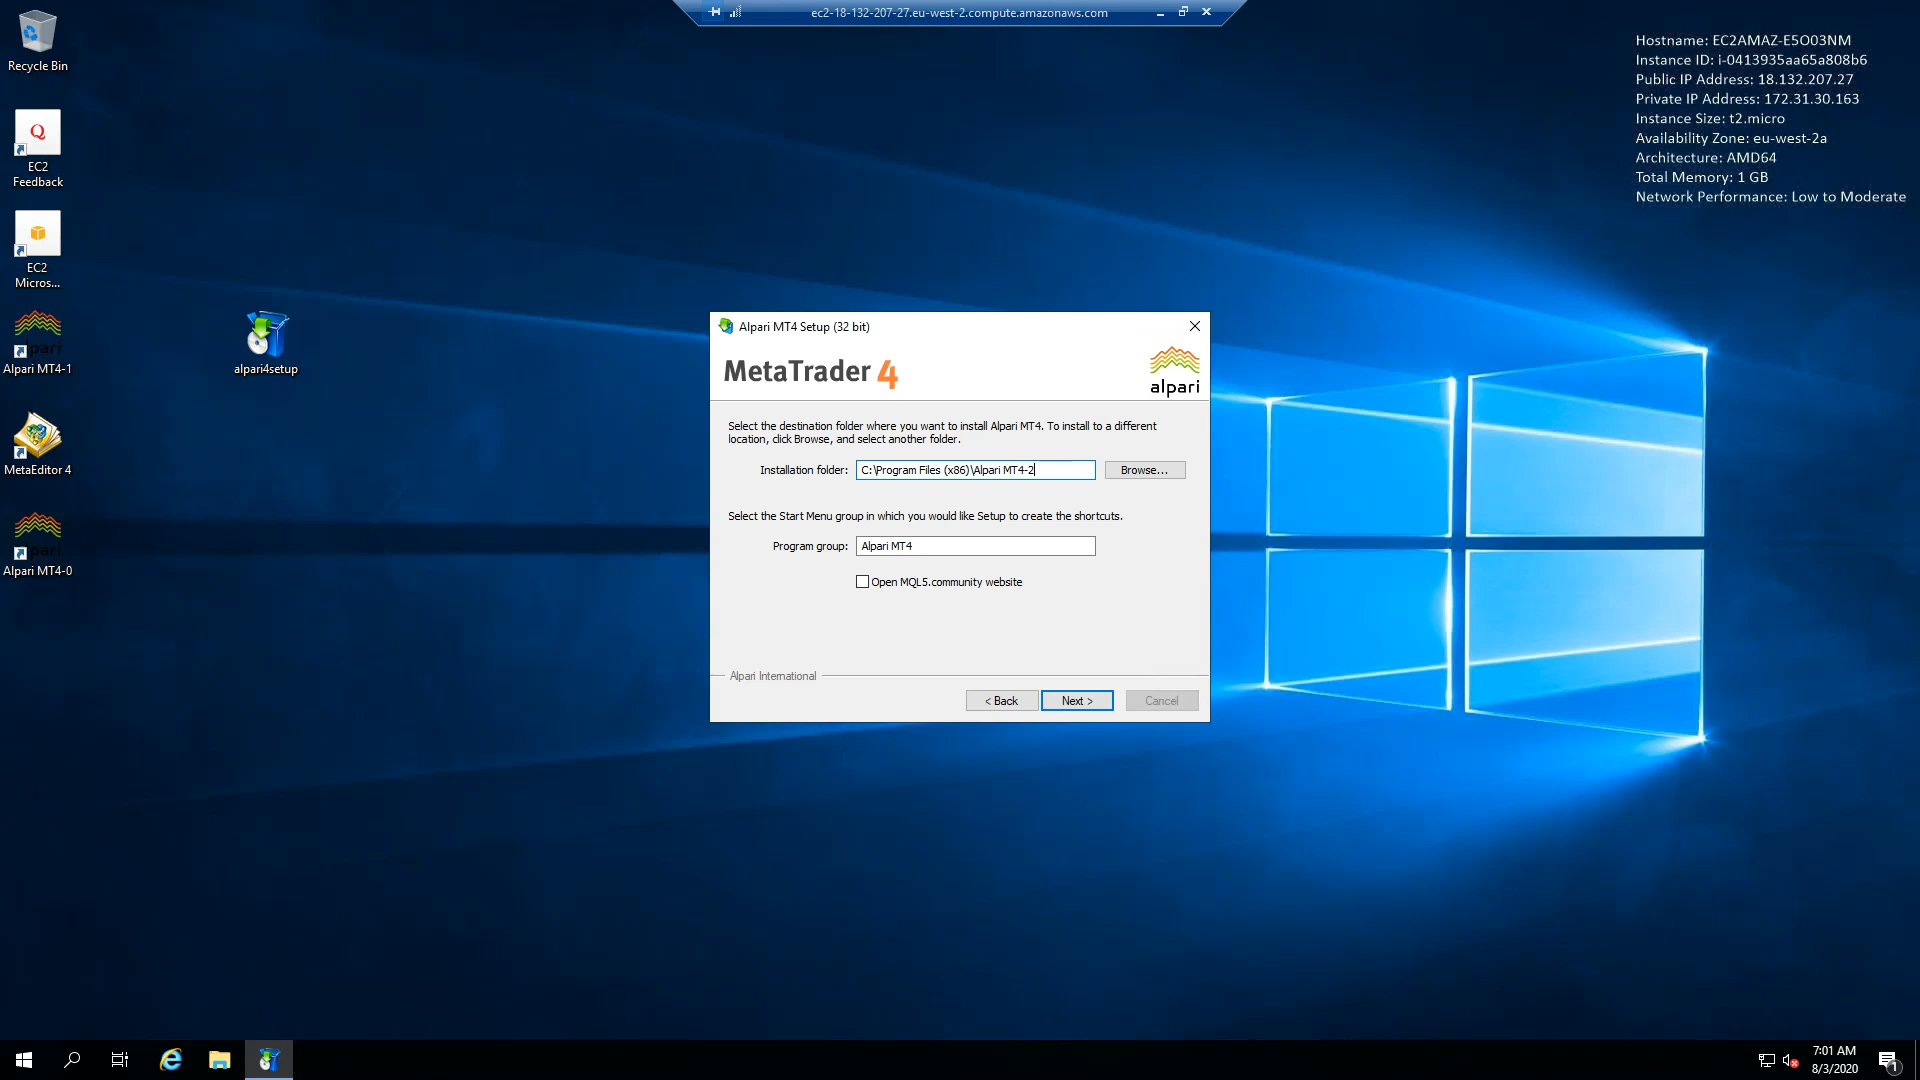 ec2-18-132-207-27.eu-west-2.compute.amazonaws.com
Hostname: EC2AMAZ-E5O03NM
Instance ID: i-0413935aa65a808b6
Public IP Address: 18.132.207.27
Private IP Address: 172.31.30.163
Instance Size: t2.micro
Availability Zone: eu-west-2a
Architecture: AMD64
Total Memory: 1 GB
Network Performance: Low to Moderate
Recycle Bin
Q
EC2
Feedback
EC2
Micros...
alpari
Alpari MT4-1
MetaEditor 4
alpari
Alpari MT4-0
alpari4setup
Alpari MT4 Setup (32 bit)
MetaTrader 4
alpari
Select the destination folder where you want to install Alpari MT4. To install to a different
location, click Browse, and select another folder.
Installation folder: C:\Program Files (x86)\Alpari MT4-2
Browse...
Select the Start Menu group in which you would like Setup to create the shortcuts.
Program group: Alpari MT4
Open MQL5.community website
Alpari International
< Back
Next >
Cancel
7:01 AM
8/3/2020
1